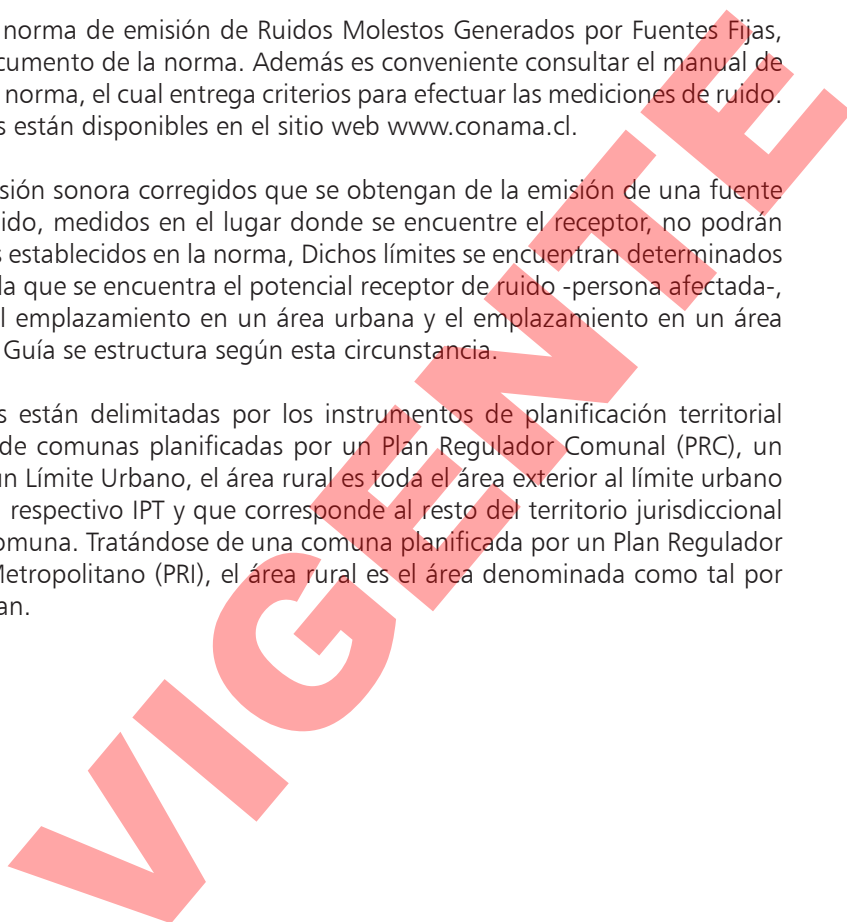 norma de emisión de Ruidos Molestos Generados por Fuentes Fijas,
cumento de la norma. Además es conveniente consultar el manual de
norma, el cual entrega criterios para efectuar las mediciones de ruido.
s están disponibles en el sitio web www.conama.cl.
sión sonora corregidos que se obtengan de la emisión de una fuente
ido, medidos en el lugar donde se encuentre el receptor, no podrán
s establecidos en la norma, Dichos límites se encuentran determinados
la que se encuentra el potencial receptor de ruido -persona afectada-,
l emplazamiento en un área urbana y el emplazamiento en un área
Guía se estructura según esta circunstancia.
s están delimitadas por los instrumentos de planificación territorial
de comunas planificadas por un Plan Regulador Comunal (PRC), un
un Límite Urbano, el área rural es toda el área exterior al límite urbano
respectivo IPT y que corresponde al resto del territorio jurisdiccional
omuna. Tratándose de una comuna planificada por un Plan Regulador
Metropolitano (PRI), el área rural es el área denominada como tal por
an.
VIGENTE